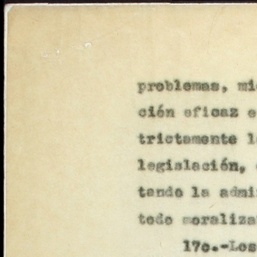 problemas, mi
ción eficaz e
trictamente l
legislación,
tando la admi
todo moraliza
17o.-Los